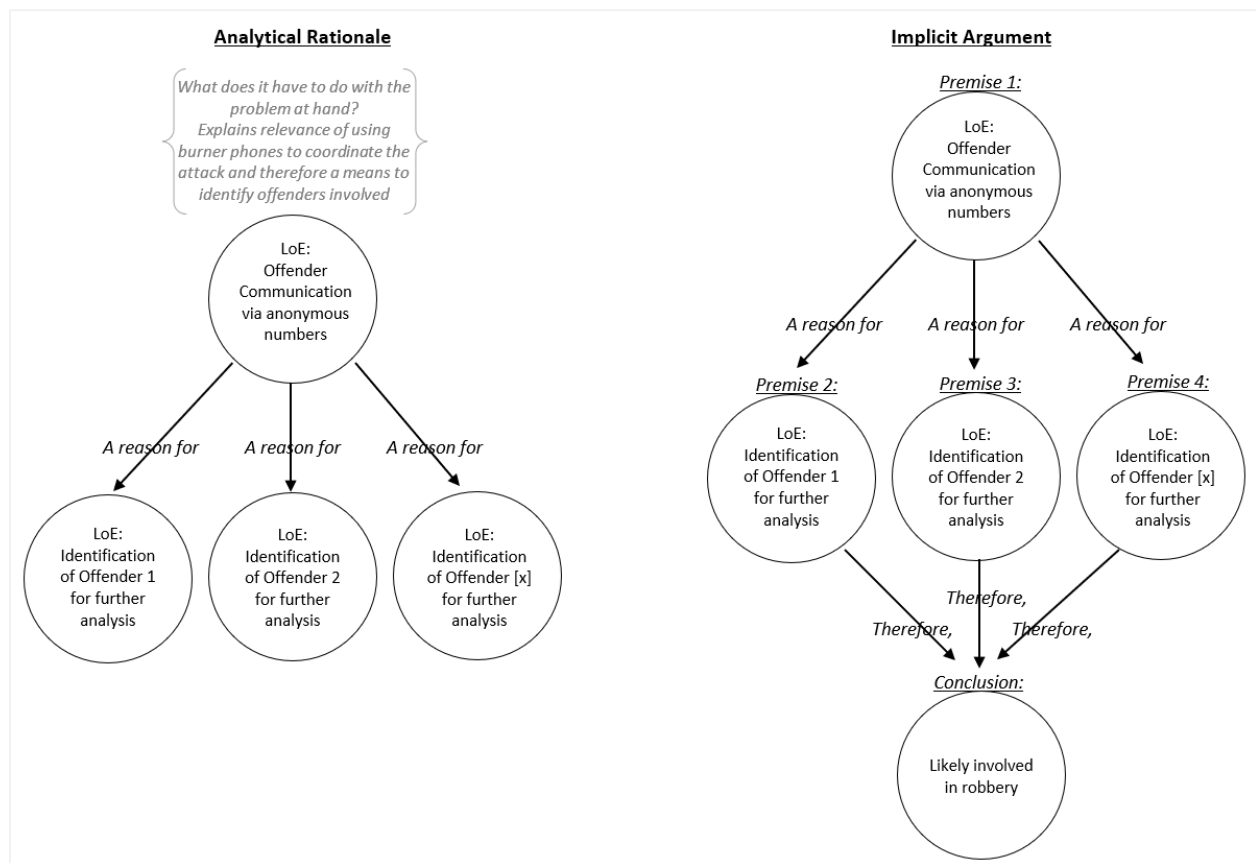 Analytical Rationale
What does it have to do with the
problem at hand?
Explains relevance of using
burner phones to coordinate the
attack and therefore a means to
identify offenders involved
LoE:
Offender
Communication
via anonymous
numbers
A reason for
A reason for
A reason for
LoE:
Identification
of Offender 1
for further
analysis
LoE:
Identification
of Offender 2
for further
analysis
LoE:
Identification
of Offender [x]
for further
analysis
Implicit Argument
Premise 1:
LoE:
Offender
Communication
via anonymous
numbers
A reason for
A reason for
A reason for
Premise 2:
LoE:
Identification
of Offender 1
for further
analysis
Premise 3:
LoE:
Identification
of Offender 2
for further
analysis
Premise 4:
LoE:
Identification
of Offender [x]
for further
analysis
Therefore,
Therefore,
Therefore,
Conclusion:
Likely involved
in robbery